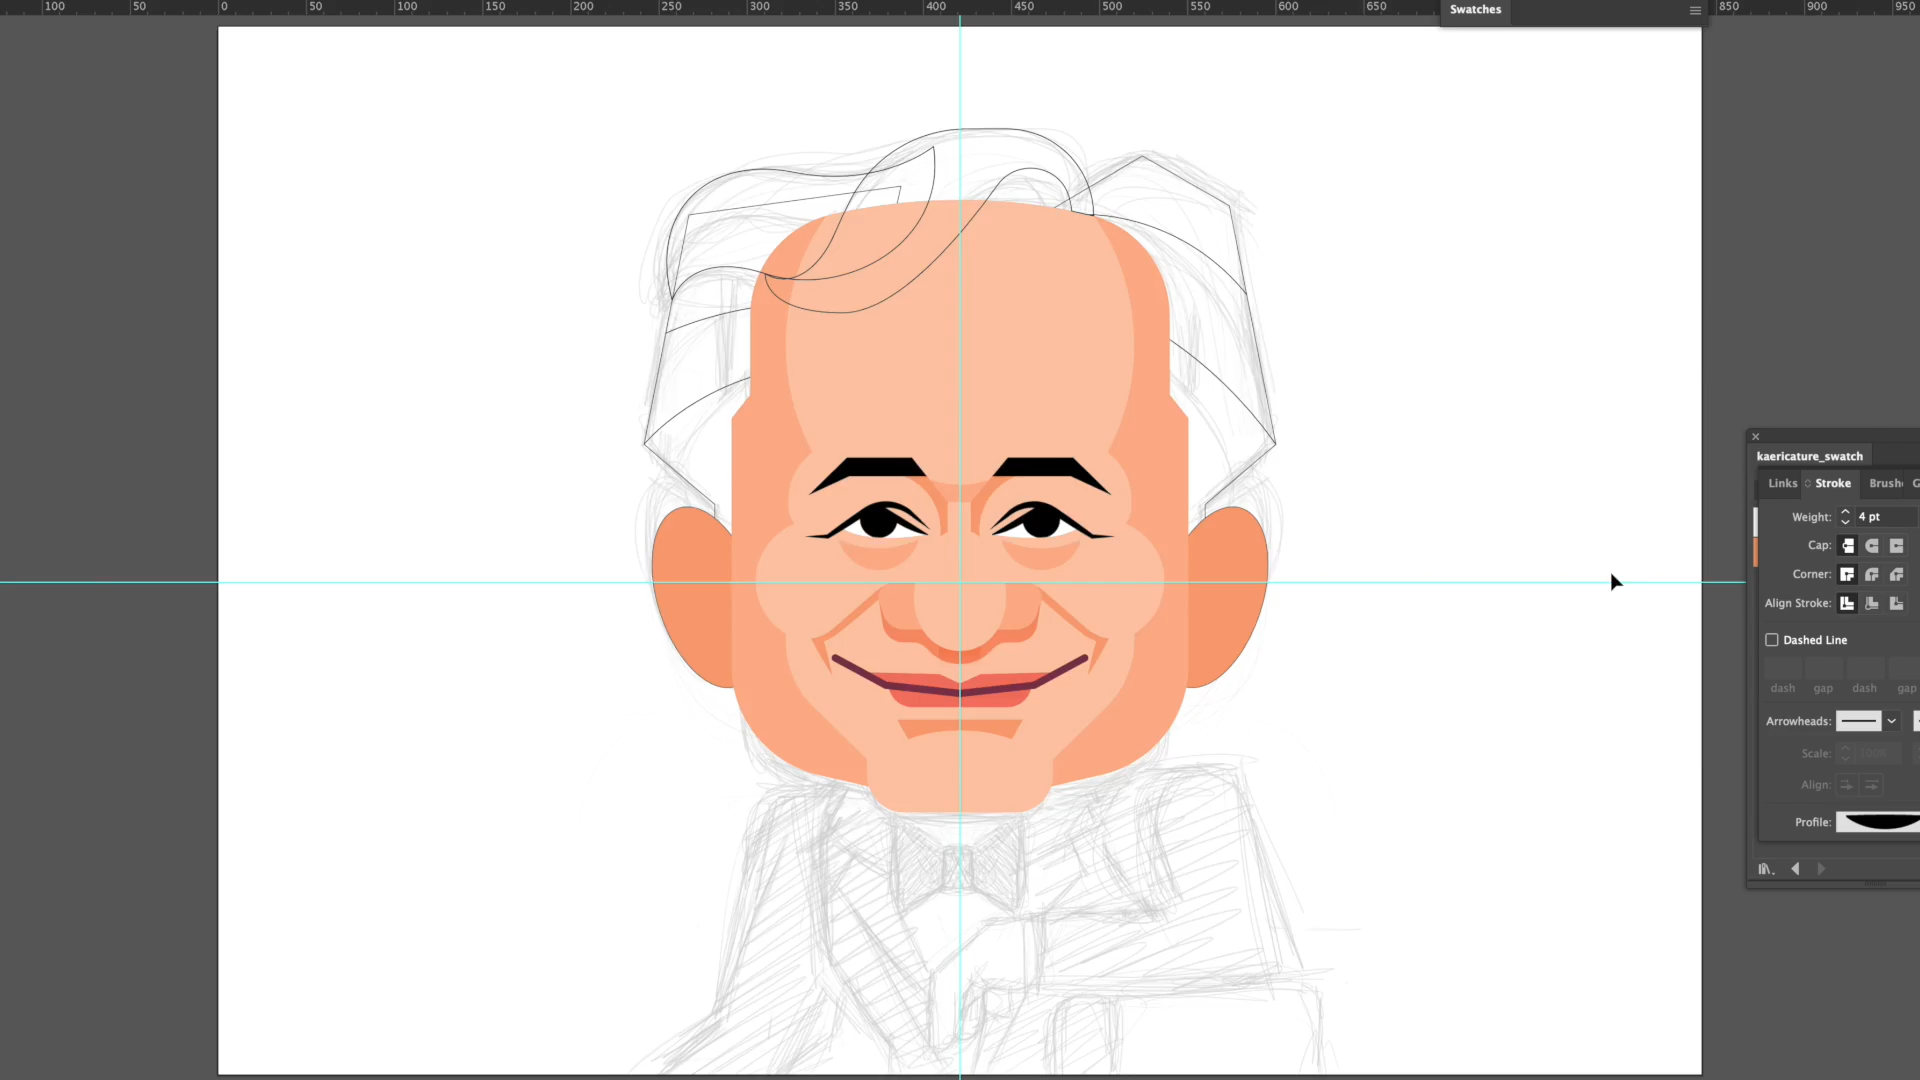 100 50 0 50 100 150 200 250 300 350 400 450 500 550 600 650 850 900 950
Swatches
kaericature_swatch
Links Stroke Brush G
Weight: 4 pt
Cap:
Corner:
Align Stroke:
Dashed Line
dash gap dash gap
Arrowheads:
Scale: 100%
Align:
Profile: